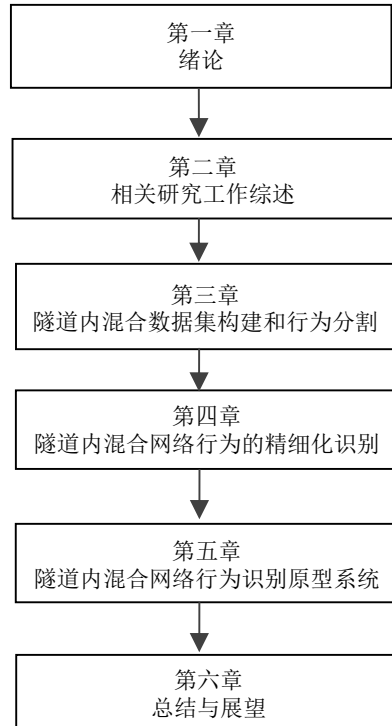 第一章
绪论
第二章
相关研究工作综述
第三章
隧道内混合数据集构建和行为分割
第四章
隧道内混合网络行为的精细化识别
第五章
隧道内混合网络行为识别原型系统
第六章
总结与展望